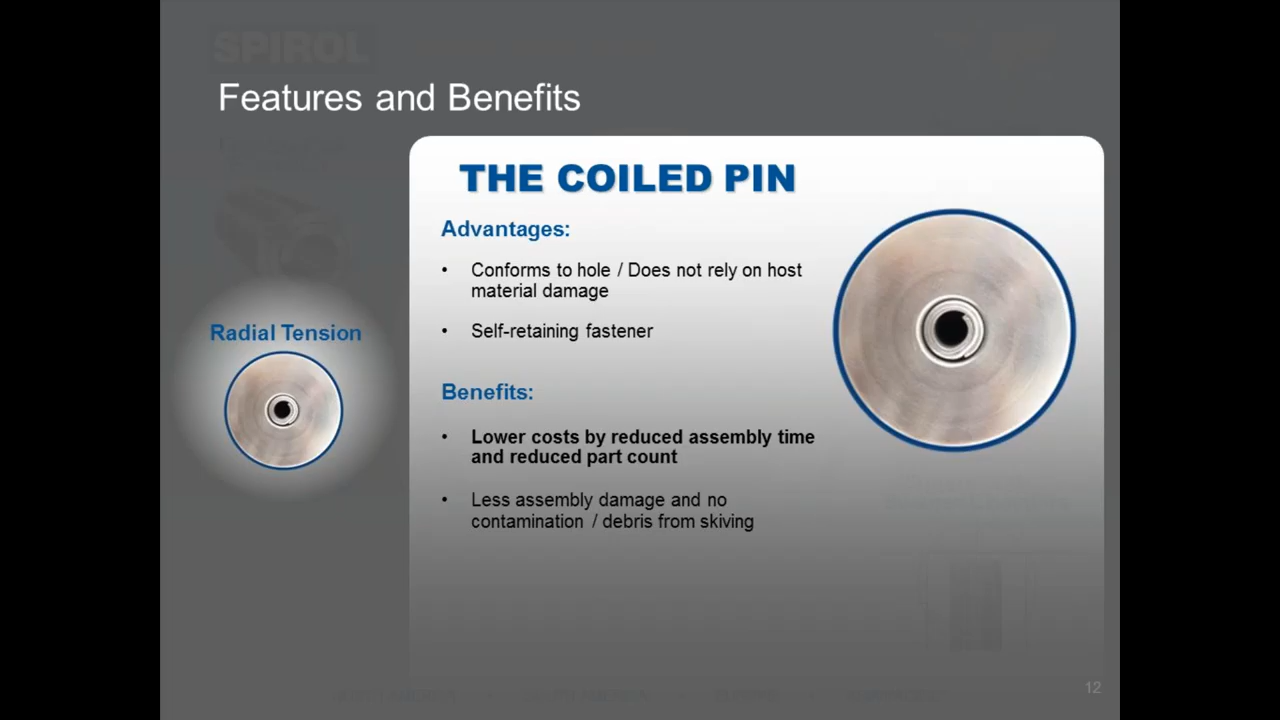 SPIROL
Features and Benefits
THE COILED PIN
Advantages:
• Conforms to hole / Does not rely on host
material damage
• Self-retaining fastener
Radial Tension
Benefits:
• Lower costs by reduced assembly time
and reduced part count
• Less assembly damage and no
contamination / debris from skiving
12